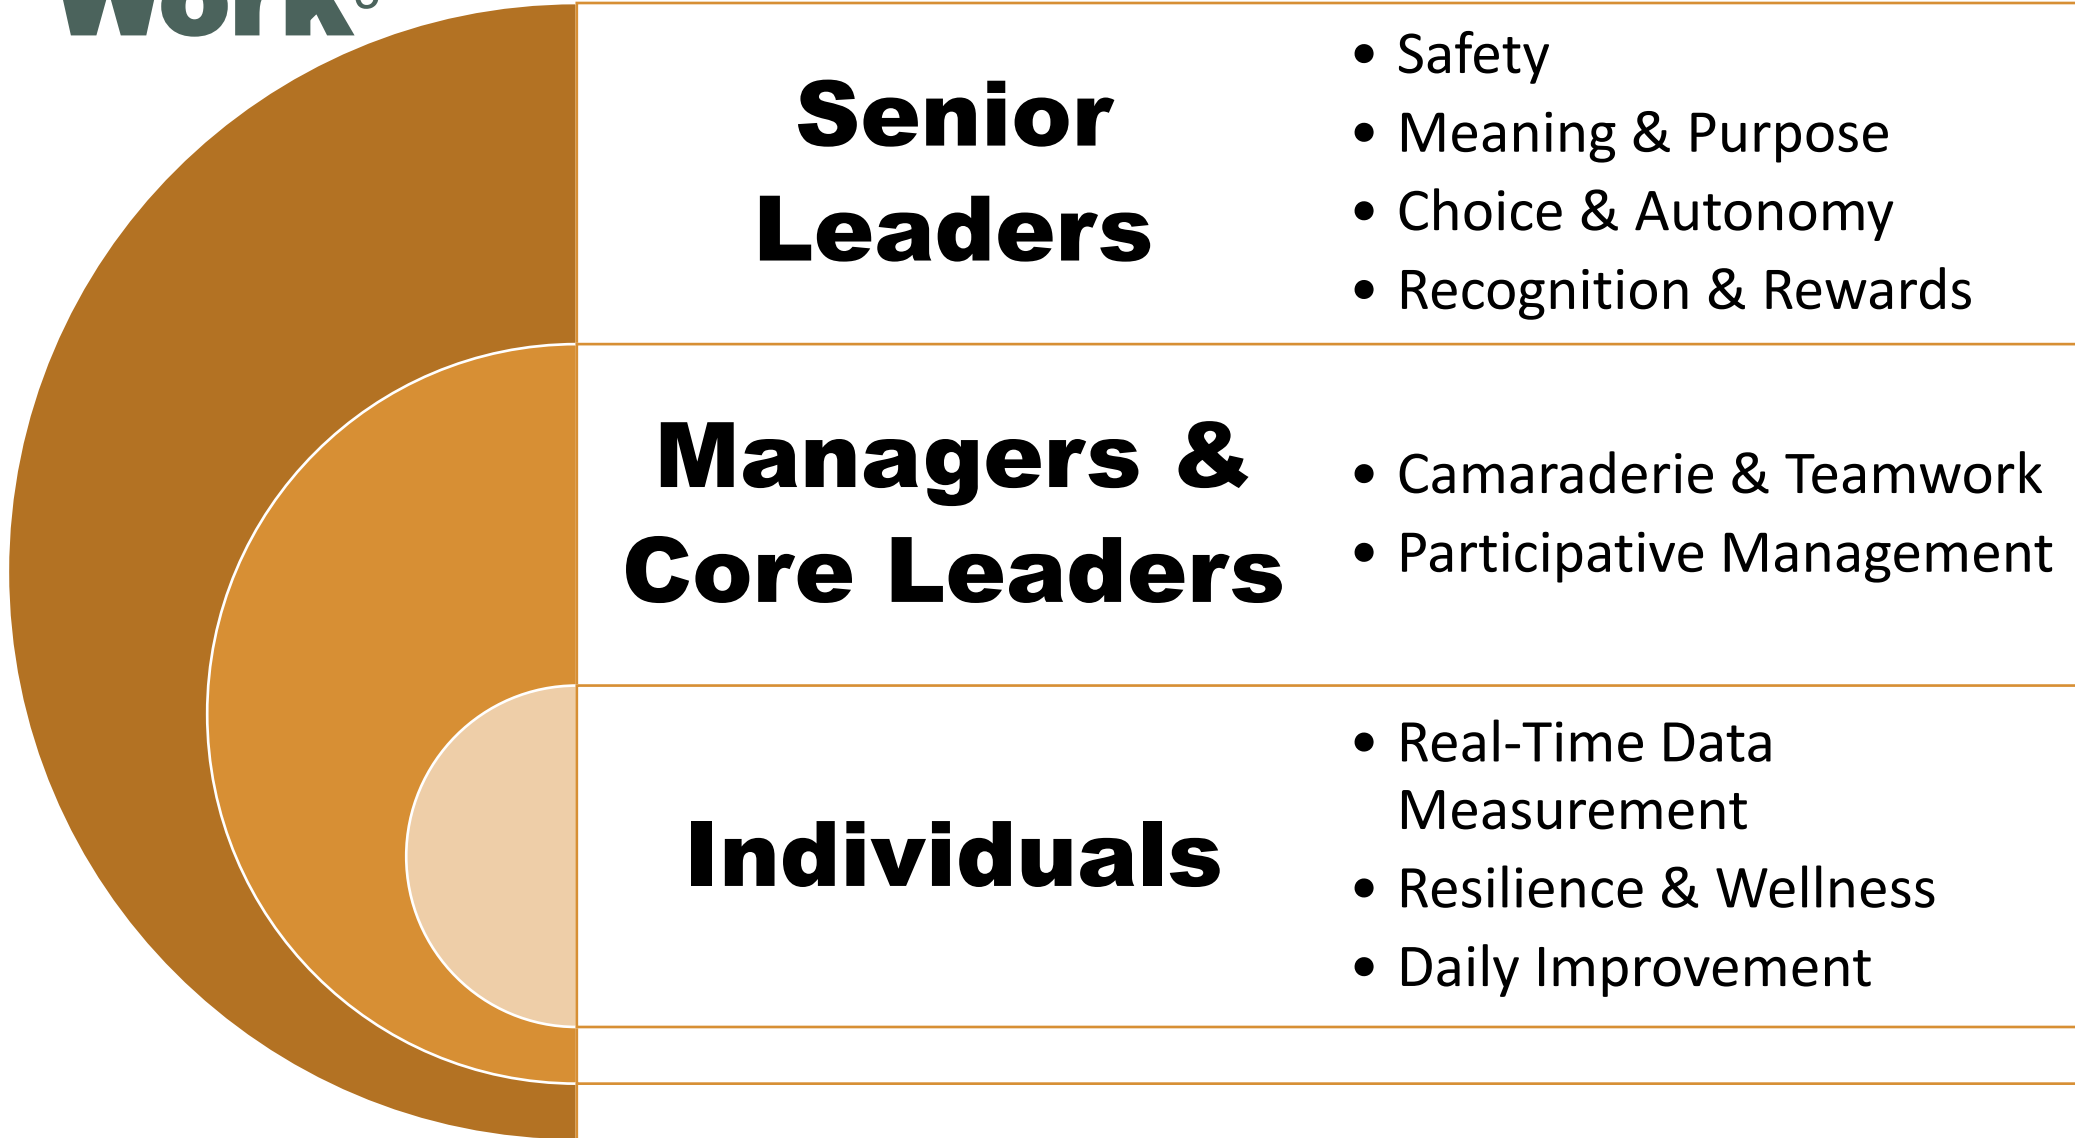 Work
Senior
Leaders
• Safety
• Meaning & Purpose
• Choice & Autonomy
• Recognition & Rewards
Managers &
Core Leaders
• Camaraderie & Teamwork
• Participative Management
Individuals
• Real-Time Data
Measurement
• Resilience & Wellness
• Daily Improvement